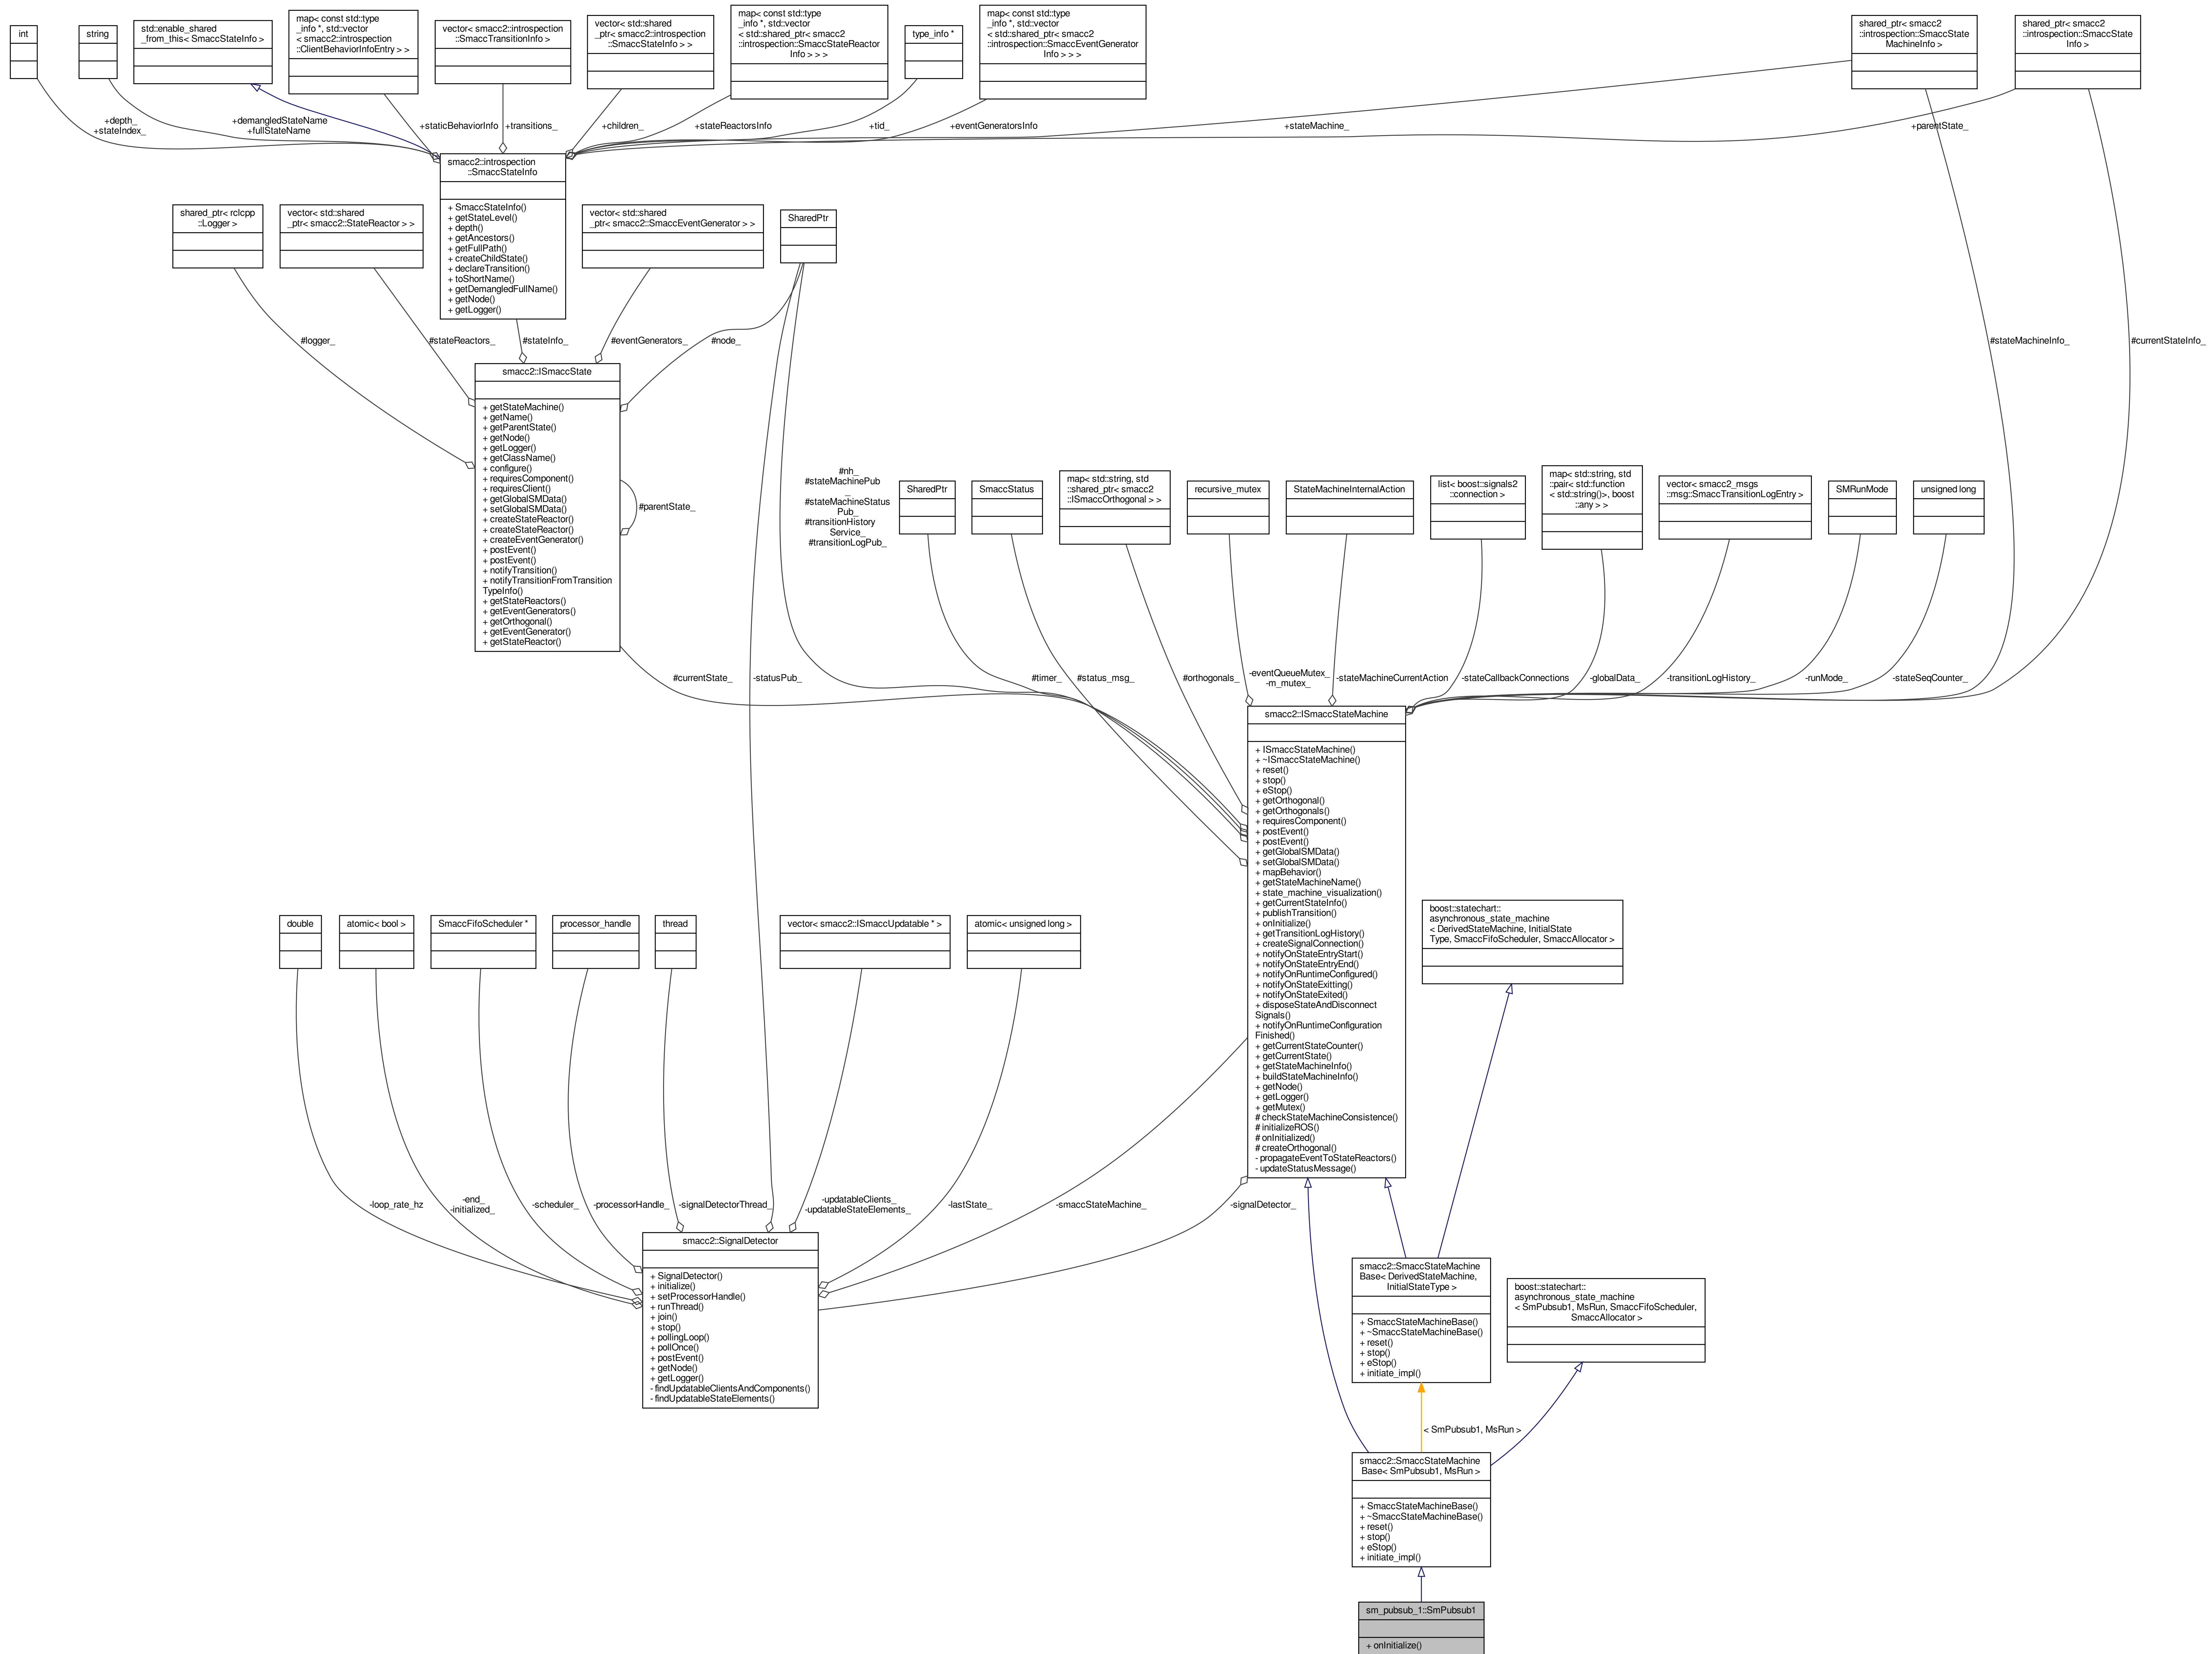 int
string
std::enable_shared
_from_this< SmaccStateInfo >
map< const std::type
_info *, std::vector
< smacc2::introspection
::ClientBehaviorInfoEntry > >
vector< smacc2::introspection
::SmaccTransitionInfo >
vector< std::shared
_ptr< smacc2::introspection
::SmaccStateInfo > >
map< const std::type
_info *, std::vector
< std::shared_ptr< smacc2
::introspection::SmaccStateReactor
Info > > >
type_info *
map< const std::type
_info *, std::vector
< std::shared_ptr< smacc2
::introspection::SmaccEventGenerator
Info > > >
shared_ptr< smacc2
::introspection::SmaccState
MachineInfo >
shared_ptr< smacc2
::introspection::SmaccState
Info >
+depth_
+stateIndex_
+demangledStateName
+fullStateName
+staticBehaviorInfo
+transitions_
+children_
+stateReactorsInfo
+tid_
+eventGeneratorsInfo
+stateMachine_
+parentState_
smacc2::introspection
::SmaccStateInfo
+ SmaccStateInfo()
+ getStateLevel()
+ depth()
+ getAncestors()
+ getFullPath()
+ createChildState()
+ declareTransition()
+ toShortName()
+ getDemangledFullName()
+ getNode()
+ getLogger()
shared_ptr< rclcpp
::Logger >
vector< std::shared
_ptr< smacc2::StateReactor > >
vector< std::shared
_ptr< smacc2::SmaccEventGenerator > >
SharedPtr
#logger_
#stateReactors_
#stateInfo_
#eventGenerators_
#node_
#stateMachineInfo_
#currentStateInfo_
smacc2::ISmaccState
+ getStateMachine()
+ getName()
+ getParentState()
+ getNode()
+ getLogger()
+ getClassName()
+ configure()
+ requiresComponent()
+ requiresClient()
+ getGlobalSMData()
+ setGlobalSMData()
+ createStateReactor()
+ createStateReactor()
+ createEventGenerator()
+ postEvent()
+ postEvent()
+ notifyTransition()
+ notifyTransitionFromTransition
TypeInfo()
+ getStateReactors()
+ getEventGenerators()
+ getOrthogonal()
+ getEventGenerator()
+ getStateReactor()
#parentState_
#nh_
#stateMachinePub
_
#stateMachineStatus
Pub_
#transitionHistory
Service_
#transitionLogPub_
SharedPtr
SmaccStatus
map< std::string, std
::shared_ptr< smacc2
::ISmaccOrthogonal > >
recursive_mutex
StateMachineInternalAction
list< boost::signals2
::connection >
map< std::string, std
::pair< std::function
< std::string()>, boost
::any > >
vector< smacc2_msgs
::msg::SmaccTransitionLogEntry >
SMRunMode
unsigned long
#currentState_
-statusPub_
#timer_
#status_msg_
#orthogonals_
-eventQueueMutex_
-m_mutex_
-stateMachineCurrentAction
-stateCallbackConnections
-globalData_
-transitionLogHistory_
-runMode_
-stateSeqCounter_
smacc2::ISmaccStateMachine
+ ISmaccStateMachine()
+ ~ISmaccStateMachine()
+ reset()
+ stop()
+ eStop()
+ getOrthogonal()
+ getOrthogonals()
+ requiresComponent()
+ postEvent()
+ postEvent()
+ getGlobalSMData()
+ setGlobalSMData()
+ mapBehavior()
+ getStateMachineName()
+ state_machine_visualization()
+ getCurrentStateInfo()
+ publishTransition()
+ onInitialize()
+ getTransitionLogHistory()
+ createSignalConnection()
+ notifyOnStateEntryStart()
+ notifyOnStateEntryEnd()
+ notifyOnRuntimeConfigured()
+ notifyOnStateExitting()
+ notifyOnStateExited()
+ disposeStateAndDisconnect
Signals()
+ notifyOnRuntimeConfiguration
Finished()
+ getCurrentStateCounter()
+ getCurrentState()
+ getStateMachineInfo()
+ buildStateMachineInfo()
+ getNode()
+ getLogger()
+ getMutex()
# checkStateMachineConsistence()
# initializeROS()
# onInitialized()
# createOrthogonal()
- propagateEventToStateReactors()
- updateStatusMessage()
double
atomic< bool >
SmaccFifoScheduler *
processor_handle
thread
vector< smacc2::ISmaccUpdatable * >
atomic< unsigned long >
boost::statechart::
asynchronous_state_machine
< DerivedStateMachine, InitialState
Type, SmaccFifoScheduler, SmaccAllocator >
-loop_rate_hz
-end_
-initialized_
-scheduler_
-processorHandle_
-signalDetectorThread_
-updatableClients_
-updatableStateElements_
-lastState_
-smaccStateMachine_
-signalDetector_
smacc2::SignalDetector
+ SignalDetector()
+ initialize()
+ setProcessorHandle()
+ runThread()
+ join()
+ stop()
+ pollingLoop()
+ pollOnce()
+ postEvent()
+ getNode()
+ getLogger()
- findUpdatableClientsAndComponents()
- findUpdatableStateElements()
smacc2::SmaccStateMachine
Base< DerivedStateMachine,
InitialStateType >
+ SmaccStateMachineBase()
+ ~SmaccStateMachineBase()
+ reset()
+ stop()
+ eStop()
+ initiate_impl()
boost::statechart::
asynchronous_state_machine
< SmPubsub1, MsRun, SmaccFifoScheduler,
SmaccAllocator >
< SmPubsub1, MsRun >
smacc2::SmaccStateMachine
Base< SmPubsub1, MsRun >
+ SmaccStateMachineBase()
+ ~SmaccStateMachineBase()
+ reset()
+ stop()
+ eStop()
+ initiate_impl()
sm_pubsub_1::SmPubsub1
+ onInitialize()